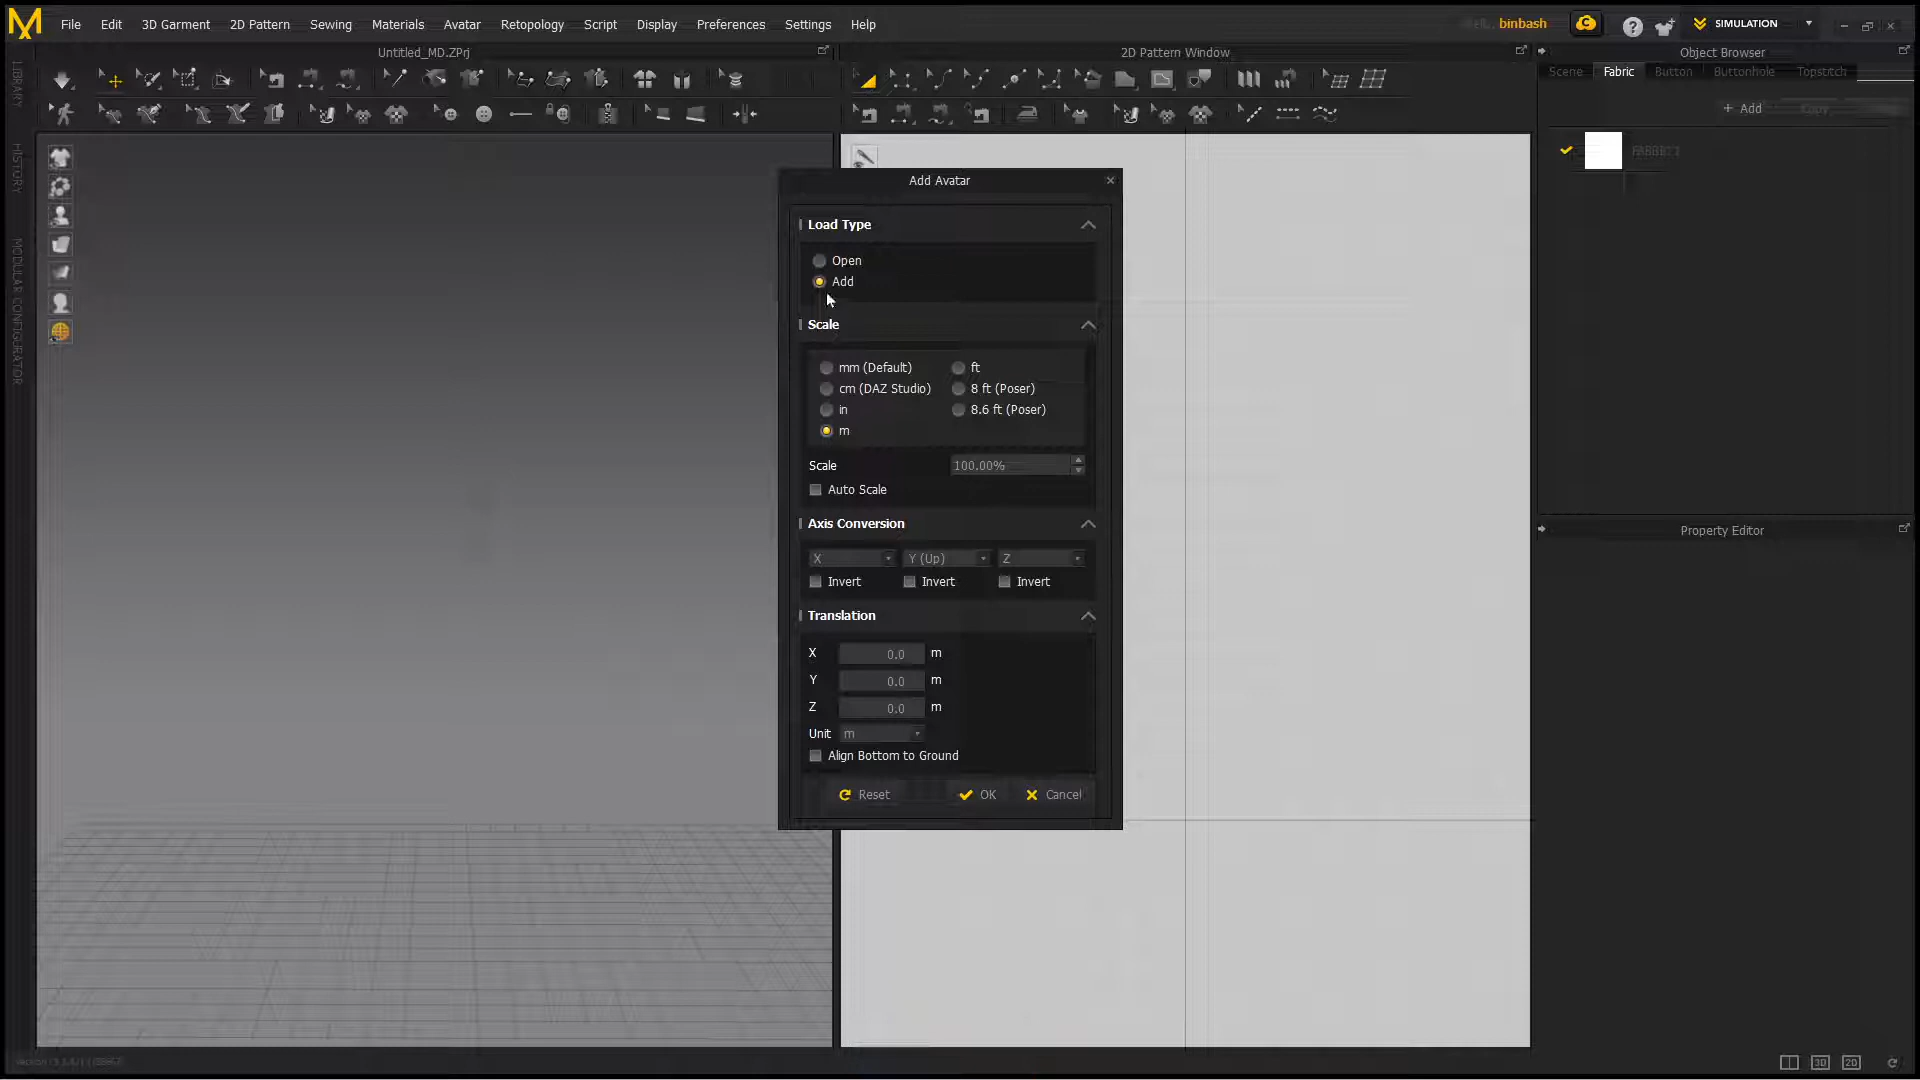 File Edit 3D Garment 2D Pattern Sewing Materials Avatar Retopology Script Display Preferences Settings Help
binbash
SIMULATION
Untitled_MD.ZPrj
2D Pattern Window
Object Browser
Scene Fabric Button Buttonhole Topstitch
+ Add Copy
LIBRARY
HISTORY
MODULAR CONFIGURATOR
Add Avatar
Load Type
Open
Add
Scale
mm (Default) ft
cm (DAZ Studio) 8 ft (Poser)
in 8.6 ft (Poser)
m
Scale 100.00%
Auto Scale
Axis Conversion
X Y (Up) Z
Invert Invert Invert
Translation
X 0.0 m
Y 0.0 m
Z 0.0 m
Unit m
Align Bottom to Ground
Reset OK Cancel
Property Editor
3D 2D